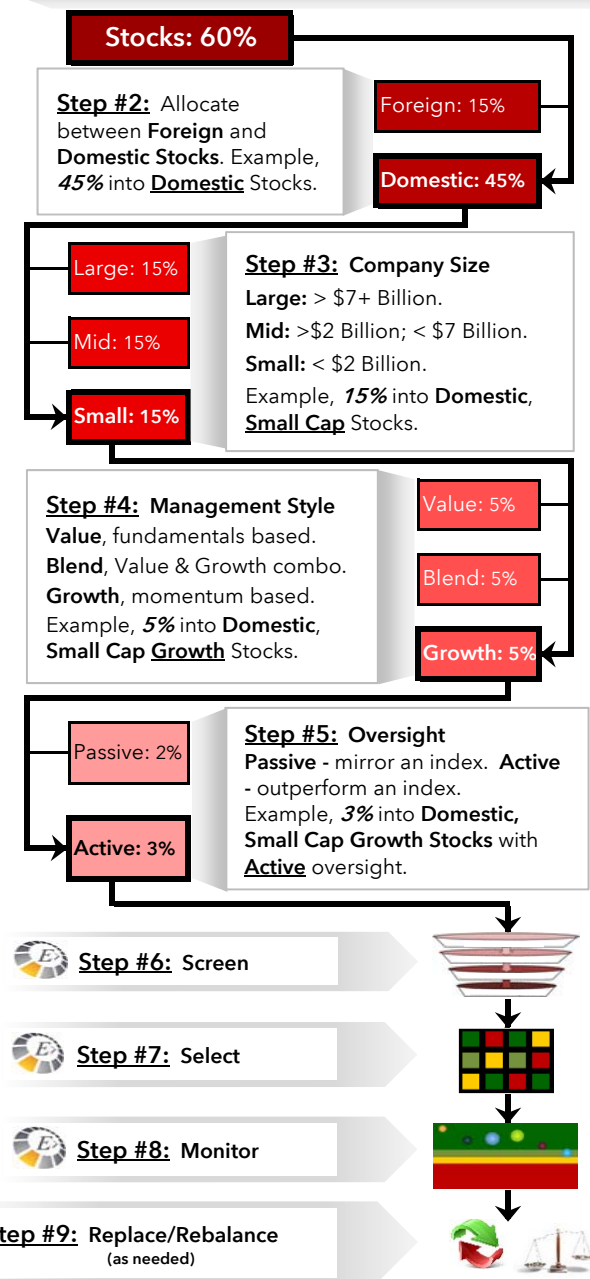 Stocks: 60%
Step #2: Allocate
between Foreign and
Domestic Stocks. Example,
45% into Domestic Stocks.
Foreign: 15%
Domestic: 45%
Large: 15%
Mid: 15%
Small: 15%
Step #3: Company Size
Large: > $7+ Billion.
Mid: >$2 Billion; < $7 Billion.
Small: < $2 Billion.
Example, 15% into Domestic,
Small Cap Stocks.
Step #4: Management Style
Value, fundamentals based.
Blend, Value & Growth combo.
Growth, momentum based.
Example, 5% into Domestic,
Small Cap Growth Stocks.
Value: 5%
Blend: 5%
Growth: 5%
Passive: 2%
Active: 3%
Step #5: Oversight
Passive - mirror an index. Active
- outperform an index.
Example, 3% into Domestic,
Small Cap Growth Stocks with
Active oversight.
E Step #6: Screen
E Step #7: Select
E Step #8: Monitor
tep #9: Replace/Rebalance
(as needed)